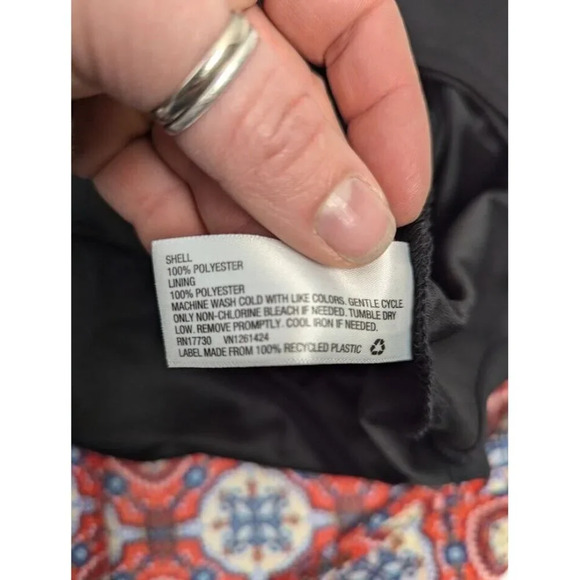 SHELL
100% POLYESTER
LINING
100% POLYESTER
MACHINE WASH COLD WITH LIKE COLORS. GENTLE CYCLE
ONLY NON-CHLORINE BLEACH IF NEEDED. TUMBLE DRY
LOW. REMOVE PROMPTLY. COOL IRON IF NEEDED.
RN17730 VN1261424
LABEL MADE FROM 100% RECYCLED PLASTIC